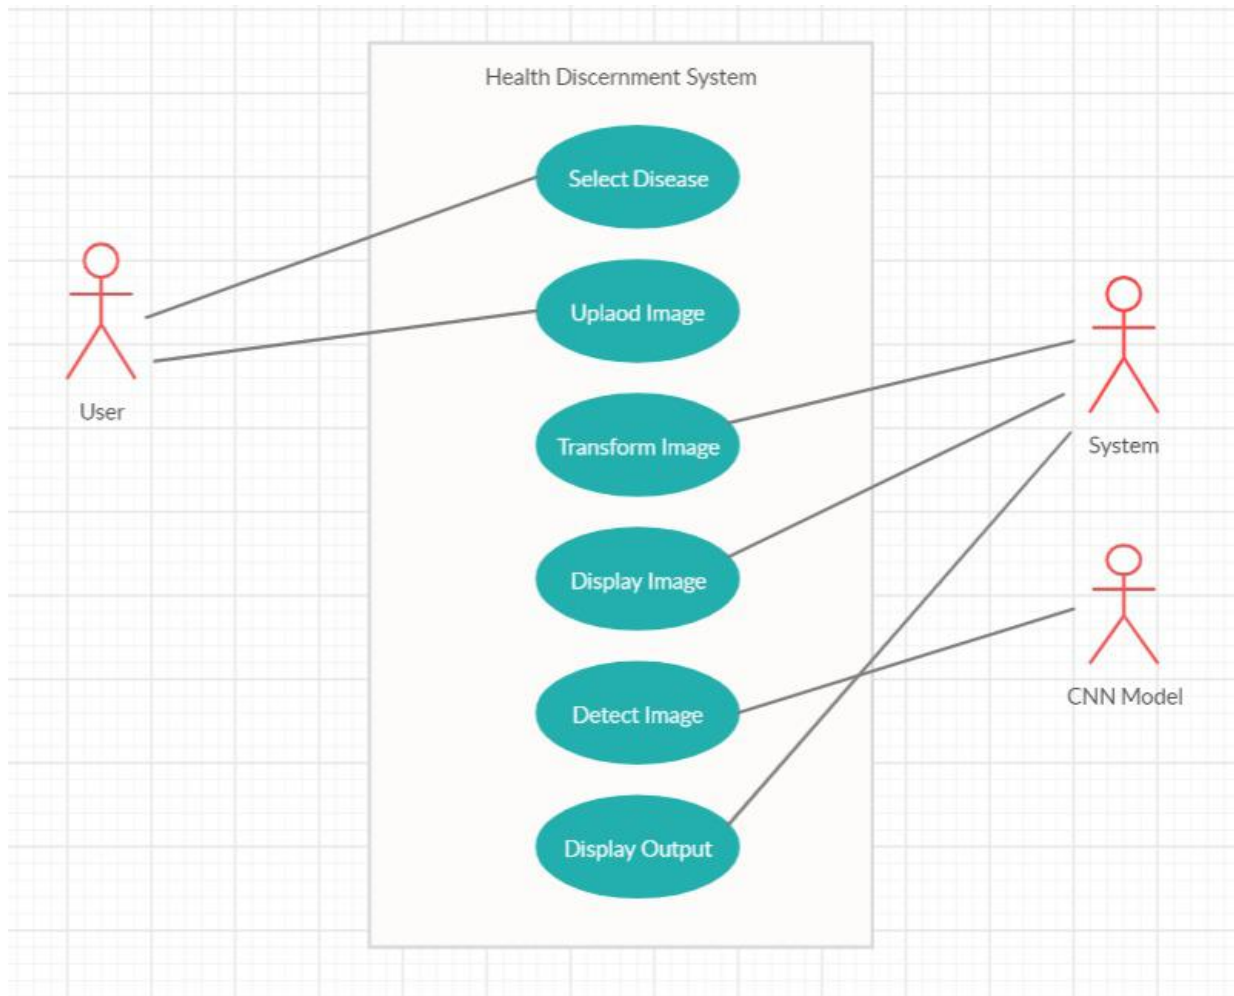 Health Discernment System
Select Disease
Uplaod Image
Transform Image
Display Image
Detect Image
Display Output
User
System
CNN Model